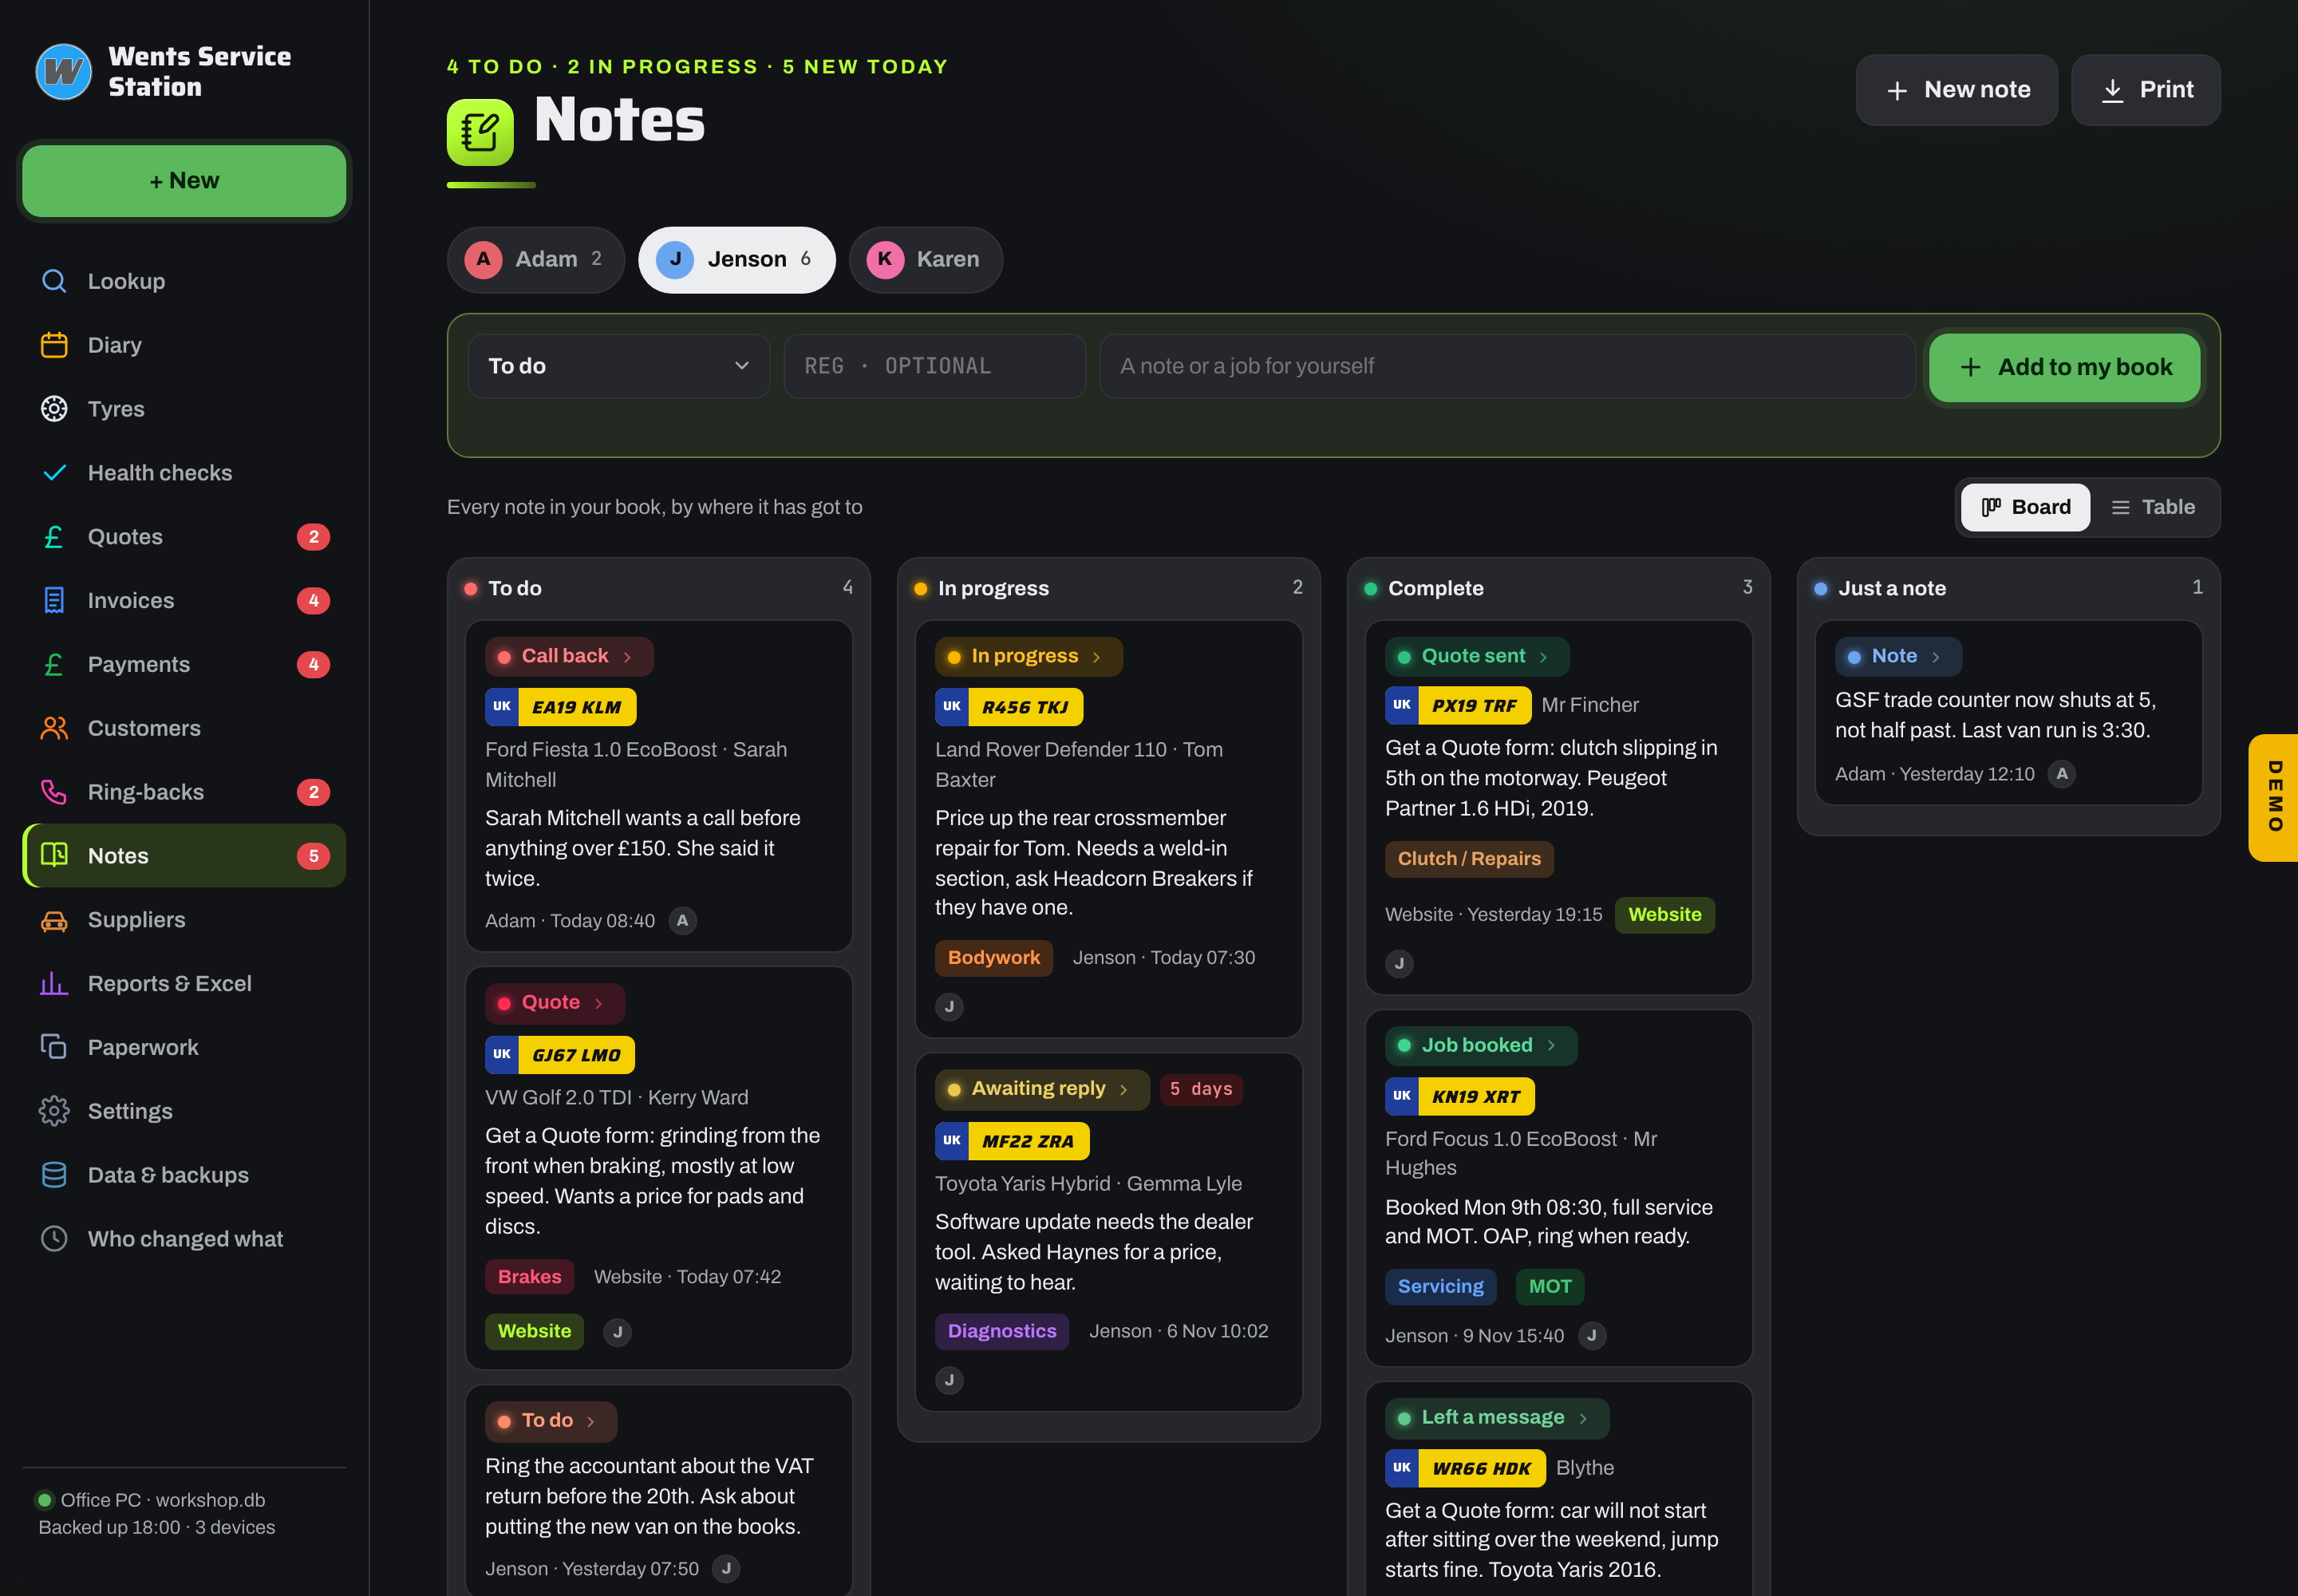 W
Wents Service
Station
+ New
Lookup
Diary
Tyres
Health checks
Quotes 2
Invoices 4
Payments 4
Customers
Ring-backs 2
Notes 5
Suppliers
Reports & Excel
Paperwork
Settings
Data & backups
Who changed what
Office PC · workshop.db
Backed up 18:00 · 3 devices
4 TO DO · 2 IN PROGRESS · 5 NEW TODAY
Notes
New note
Print
A Adam 2
J Jenson 6
K Karen
To do
REG · OPTIONAL
A note or a job for yourself
Add to my book
Every note in your book, by where it has got to
Board
Table
To do 4
Call back
UK EA19 KLM
Ford Fiesta 1.0 EcoBoost · Sarah
Mitchell
Sarah Mitchell wants a call before
anything over £150. She said it
twice.
Adam · Today 08:40 A
Quote
UK GJ67 LMO
VW Golf 2.0 TDI · Kerry Ward
Get a Quote form: grinding from the
front when braking, mostly at low
speed. Wants a price for pads and
discs.
Brakes Website · Today 07:42
Website J
To do
Ring the accountant about the VAT
return before the 20th. Ask about
putting the new van on the books.
Jenson · Yesterday 07:50 J
In progress 2
In progress
UK R456 TKJ
Land Rover Defender 110 · Tom
Baxter
Price up the rear crossmember
repair for Tom. Needs a weld-in
section, ask Headcorn Breakers if
they have one.
Bodywork Jenson · Today 07:30
J
Awaiting reply 5 days
UK MF22 ZRA
Toyota Yaris Hybrid · Gemma Lyle
Software update needs the dealer
tool. Asked Haynes for a price,
waiting to hear.
Diagnostics Jenson · 6 Nov 10:02
J
Complete 3
Quote sent
UK PX19 TRF Mr Fincher
Get a Quote form: clutch slipping in
5th on the motorway. Peugeot
Partner 1.6 HDi, 2019.
Clutch / Repairs
Website · Yesterday 19:15 Website
J
Job booked
UK KN19 XRT
Ford Focus 1.0 EcoBoost · Mr
Hughes
Booked Mon 9th 08:30, full service
and MOT. OAP, ring when ready.
Servicing MOT
Jenson · 9 Nov 15:40 J
Left a message
UK WR66 HDK Blythe
Get a Quote form: car will not start
after sitting over the weekend, jump
starts fine. Toyota Yaris 2016.
Just a note 1
Note
GSF trade counter now shuts at 5,
not half past. Last van run is 3:30.
Adam · Yesterday 12:10 A
DEMO